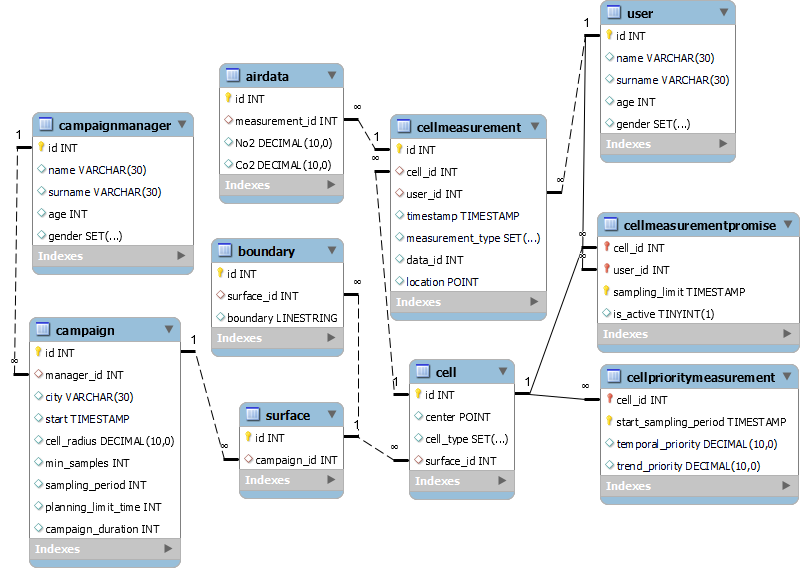 user
id INT
name VARCHAR(30)
surname VARCHAR(30)
age INT
gender SET(...)
Indexes
airdata
id INT
measurement_id INT
No2 DECIMAL(10,0)
Co2 DECIMAL(10,0)
Indexes
campaignmanager
id INT
name VARCHAR(30)
surname VARCHAR(30)
age INT
gender SET(...)
Indexes
cellmeasurement
id INT
cell_id INT
user_id INT
timestamp TIMESTAMP
measurement_type SET(...)
data_id INT
location POINT
Indexes
cellmeasurementpromise
cell_id INT
user_id INT
sampling_limit TIMESTAMP
is_active TINYINT(1)
Indexes
boundary
id INT
surface_id INT
boundary LINESTRING
Indexes
campaign
id INT
manager_id INT
city VARCHAR(30)
start TIMESTAMP
cell_radius DECIMAL(10,0)
min_samples INT
sampling_period INT
planning_limit_time INT
campaign_duration INT
Indexes
surface
id INT
campaign_id INT
Indexes
cell
id INT
center POINT
cell_type SET(...)
surface_id INT
Indexes
cellprioritymeasurement
cell_id INT
start_sampling_period TIMESTAMP
temporal_priority DECIMAL(10,0)
trend_priority DECIMAL(10,0)
Indexes
1
∞
1
∞
1
∞
1
∞
1
∞
∞
1
∞
1
∞
∞
1
∞